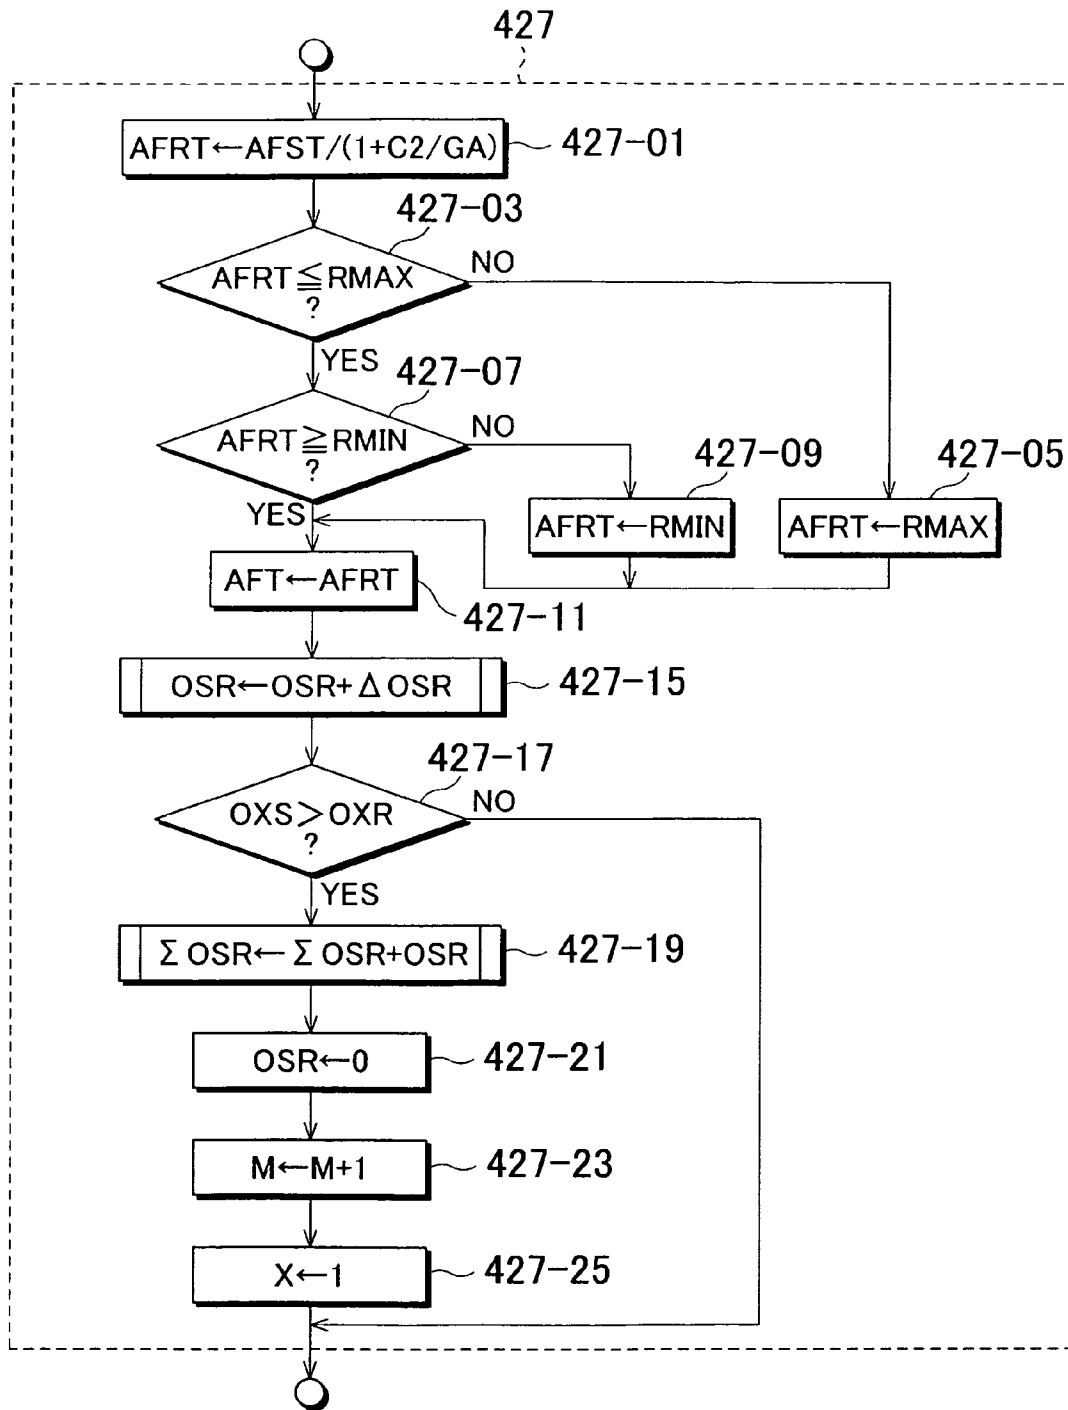 427
AFRT←AFST/(1+C2/GA)
427-01
427-03
AFRT≦RMAX
?
NO
YES
427-07
AFRT≧RMIN
?
NO
YES
427-09
AFRT←RMIN
427-05
AFRT←RMAX
AFT←AFRT
427-11
OSR←OSR+ΔOSR
427-15
427-17
OXS>OXR
?
NO
YES
ΣOSR←ΣOSR+OSR
427-19
OSR←0
427-21
M←M+1
427-23
X←1
427-25